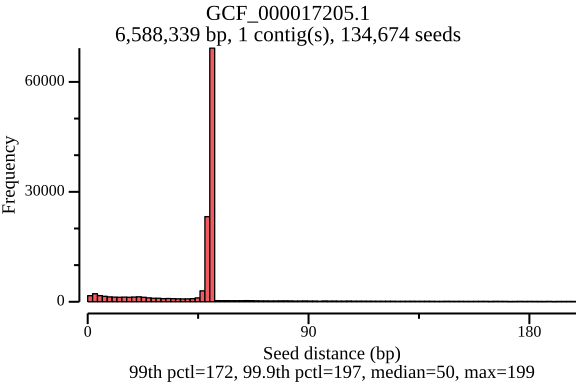 GCF_000017205.1
6,588,339 bp, 1 contig(s), 134,674 seeds
60000
30000
0
Frequency
0
90
180
Seed distance (bp)
99th pctl=172, 99.9th pctl=197, median=50, max=199